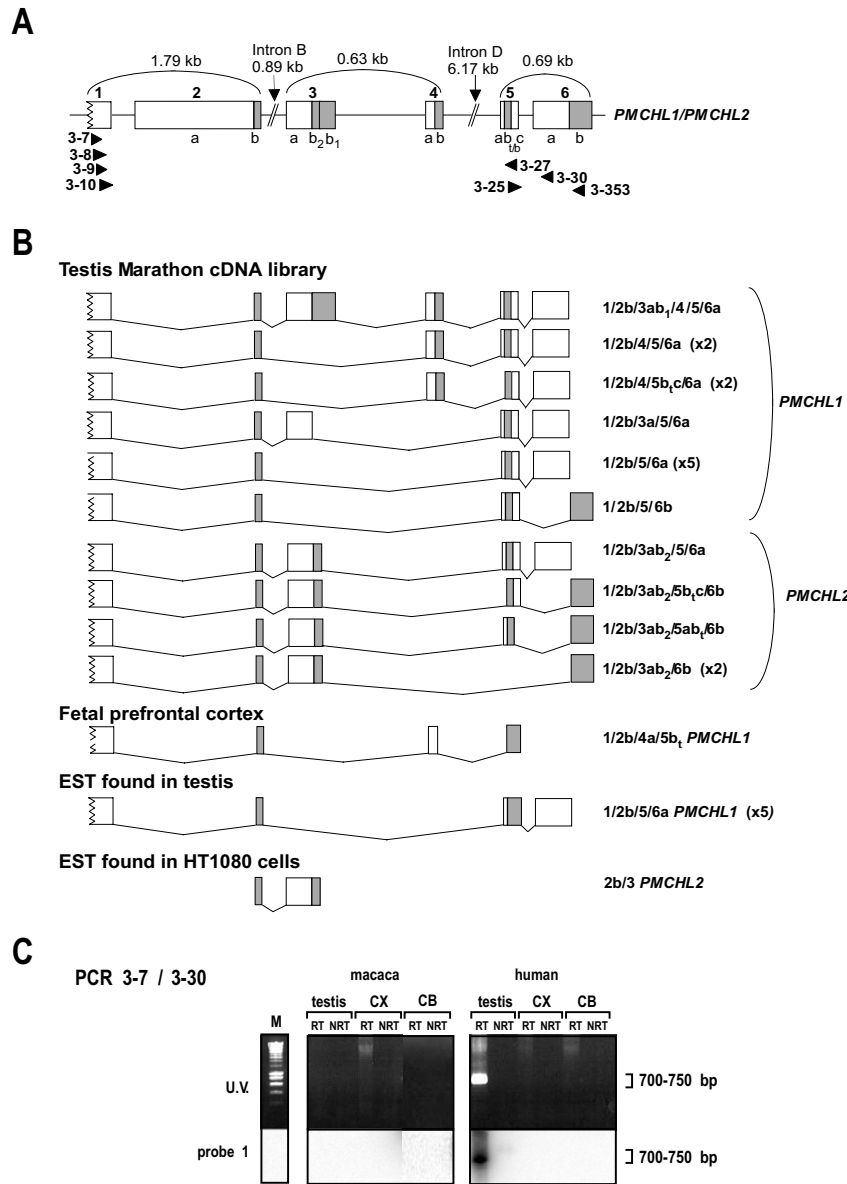 A
1.79 kb
Intron B
0.89 kb
0.63 kb
Intron D
6.17 kb
0.69 kb
1 2 3 4 5 6
PMCHL1/PMCHL2
a b a b2 b1 a b a b c a b
t/b
3-7
3-8
3-9
3-10
3-27
3-30
3-25
3-353
B
Testis Marathon cDNA library
1/2b/3ab1/4/5/6a
1/2b/4/5/6a (x2)
1/2b/4/5btc/6a (x2)
1/2b/3a/5/6a
1/2b/5/6a (x5)
1/2b/5/6b
PMCHL1
1/2b/3ab2/5/6a
1/2b/3ab2/5btc/6b
1/2b/3ab2/5abt/6b
1/2b/3ab2/6b (x2)
PMCHL2
Fetal prefrontal cortex
1/2b/4a/5bt PMCHL1
EST found in testis
1/2b/5/6a PMCHL1 (x5)
EST found in HT1080 cells
2b/3 PMCHL2
C
PCR 3-7 / 3-30
macaca human
testis CX CB testis CX CB
M RT NRT RT NRT RT NRT RT NRT RT NRT RT NRT
U.V.
700-750 bp
probe 1
700-750 bp